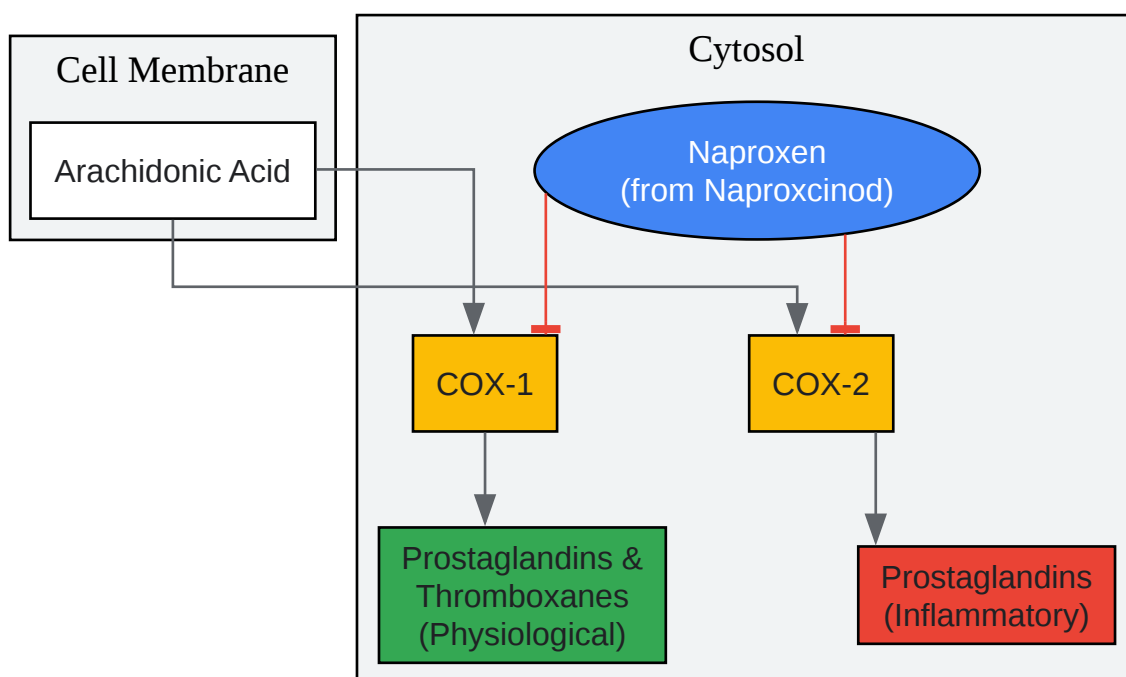 Cell Membrane
Arachidonic Acid
Cytosol
Naproxen
(from Naproxcinod)
COX-1
COX-2
Prostaglandins &
Thromboxanes
(Physiological)
Prostaglandins
(Inflammatory)